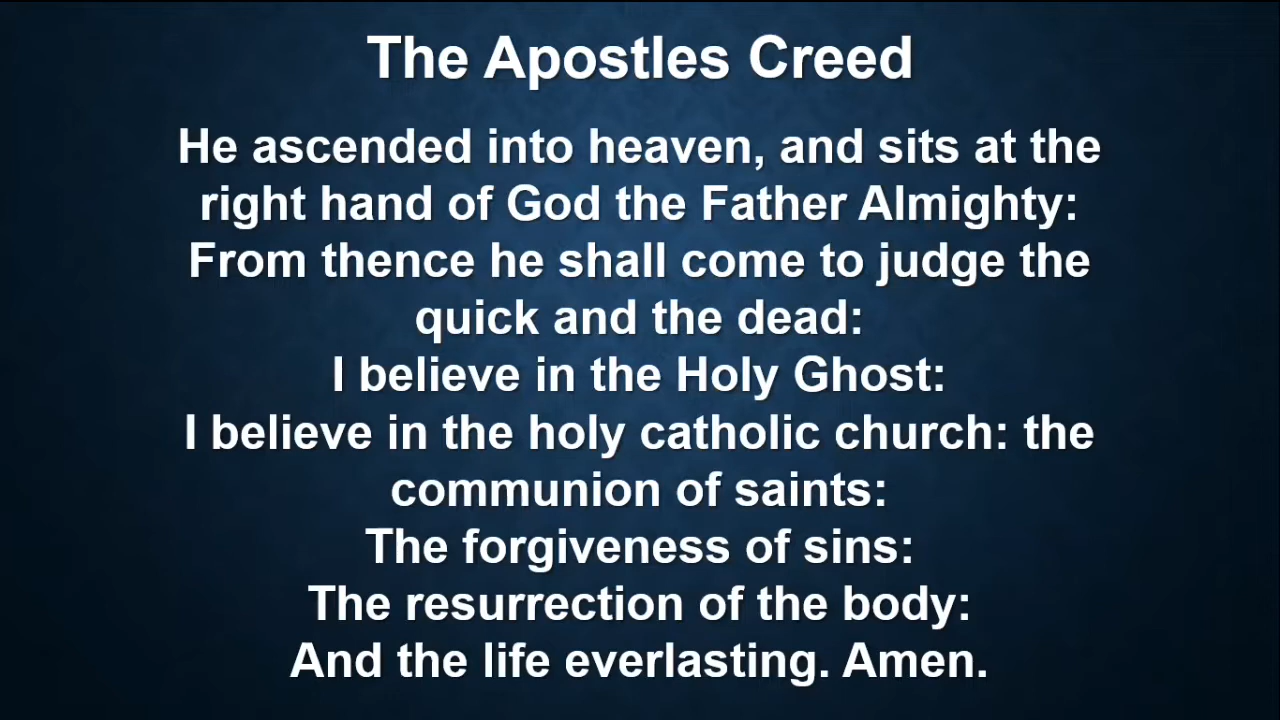 The Apostles Creed
He ascended into heaven, and sits at the
right hand of God the Father Almighty:
From thence he shall come to judge the
quick and the dead:
I believe in the Holy Ghost:
I believe in the holy catholic church: the
communion of saints:
The forgiveness of sins:
The resurrection of the body:
And the life everlasting. Amen.